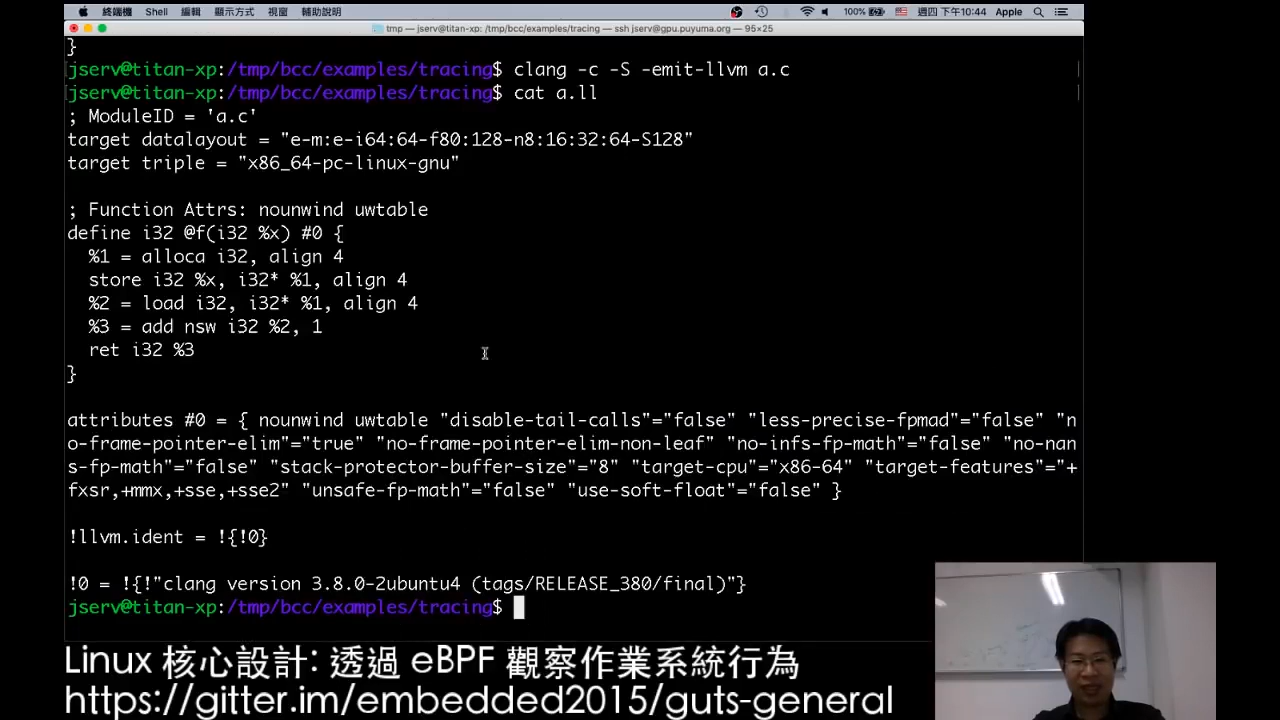 終端機 Shell 編輯 顯示方式 視窗 輔助說明 100% 週四 下午10:44 Apple
tmp — jserv@titan-xp: /tmp/bcc/examples/tracing — ssh jserv@gpu.puyuma.org — 95×25
}
jserv@titan-xp:/tmp/bcc/examples/tracing$ clang -c -S -emit-llvm a.c
jserv@titan-xp:/tmp/bcc/examples/tracing$ cat a.ll
; ModuleID = 'a.c'
target datalayout = "e-m:e-i64:64-f80:128-n8:16:32:64-S128"
target triple = "x86_64-pc-linux-gnu"
; Function Attrs: nounwind uwtable
define i32 @f(i32 %x) #0 {
%1 = alloca i32, align 4
store i32 %x, i32* %1, align 4
%2 = load i32, i32* %1, align 4
%3 = add nsw i32 %2, 1
ret i32 %3
}
attributes #0 = { nounwind uwtable "disable-tail-calls"="false" "less-precise-fpmad"="false" "n
o-frame-pointer-elim"="true" "no-frame-pointer-elim-non-leaf" "no-infs-fp-math"="false" "no-nan
s-fp-math"="false" "stack-protector-buffer-size"="8" "target-cpu"="x86-64" "target-features"="+
fxsr,+mmx,+sse,+sse2" "unsafe-fp-math"="false" "use-soft-float"="false" }
!llvm.ident = !{!0}
!0 = !{!"clang version 3.8.0-2ubuntu4 (tags/RELEASE_380/final)"}
jserv@titan-xp:/tmp/bcc/examples/tracing$
Linux 核心設計: 透過 eBPF 觀察作業系統行為
https://gitter.im/embedded2015/guts-general